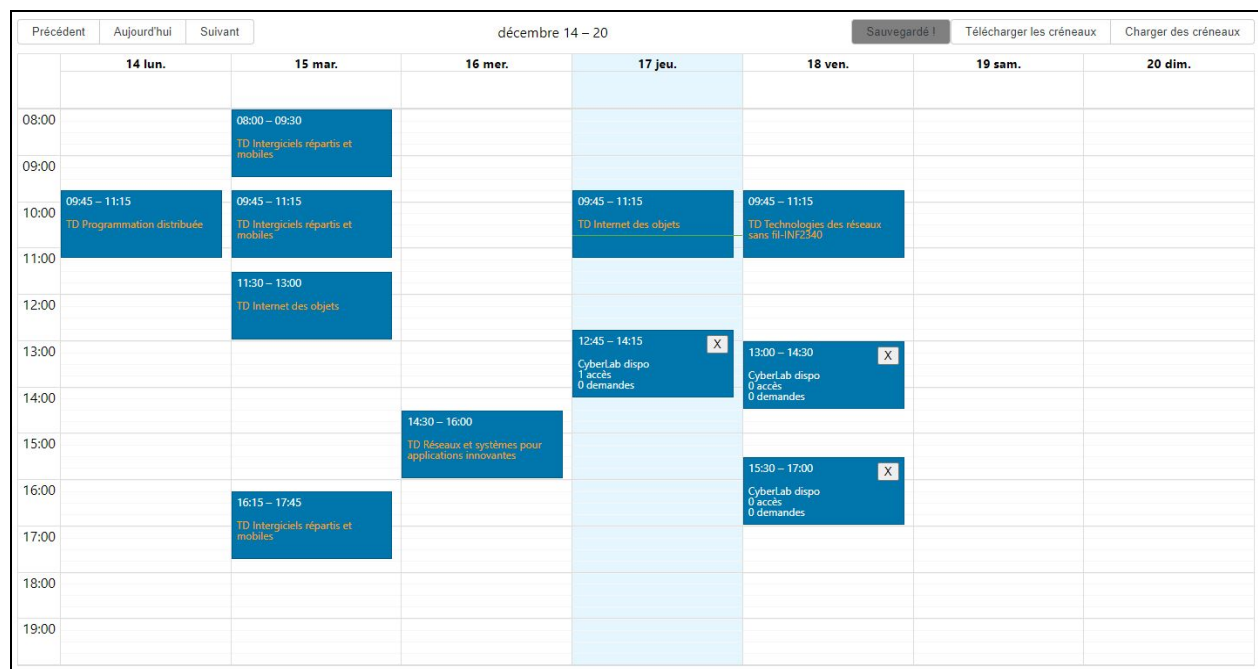 Précédent Aujourd'hui Suivant décembre 14 – 20 Sauvegardé ! Télécharger les créneaux Charger des créneaux
14 lun. 15 mar. 16 mer. 17 jeu. 18 ven. 19 sam. 20 dim.
08:00
09:00
10:00
11:00
12:00
13:00
14:00
15:00
16:00
17:00
18:00
19:00
09:45 – 11:15
TD Programmation distribuée
08:00 – 09:30
TD Intergiciels répartis et
mobiles
09:45 – 11:15
TD Intergiciels répartis et
mobiles
11:30 – 13:00
TD Internet des objets
16:15 – 17:45
TD Intergiciels répartis et
mobiles
14:30 – 16:00
TD Réseaux et systèmes pour
applications innovantes
09:45 – 11:15
TD Internet des objets
12:45 – 14:15 X
CyberLab dispo
1 accès
0 demandes
09:45 – 11:15
TD Technologies des réseaux
sans fil-INF2340
13:00 – 14:30 X
CyberLab dispo
0 accès
0 demandes
15:30 – 17:00 X
CyberLab dispo
0 accès
0 demandes